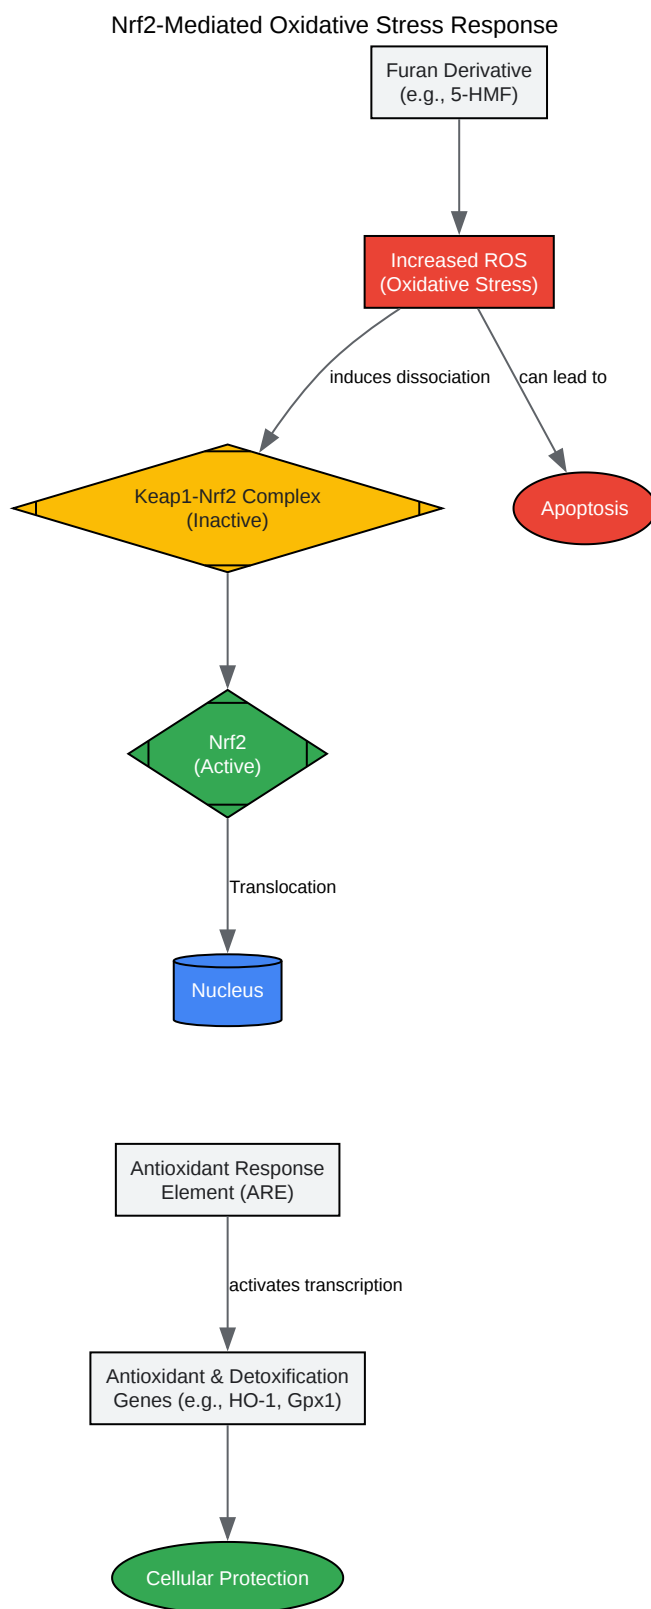 Nrf2-Mediated Oxidative Stress Response
Furan Derivative
(e.g., 5-HMF)
Increased ROS
(Oxidative Stress)
induces dissociation
can lead to
Keap1-Nrf2 Complex
(Inactive)
Apoptosis
Nrf2
(Active)
Translocation
Nucleus
Antioxidant Response
Element (ARE)
activates transcription
Antioxidant & Detoxification
Genes (e.g., HO-1, Gpx1)
Cellular Protection